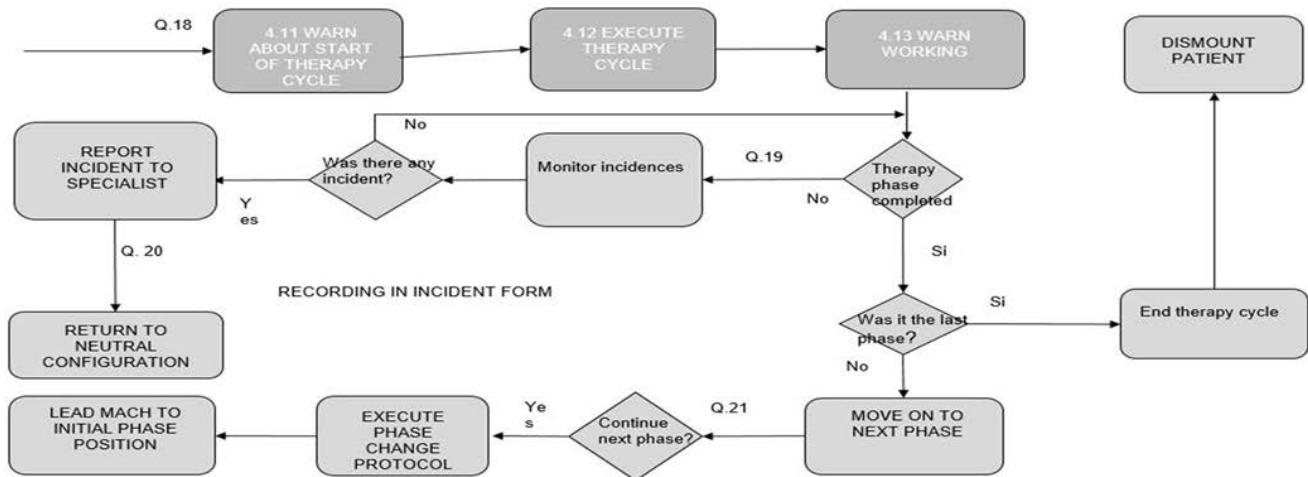 Q.18
4.11 WARN
ABOUT START
OF THERAPY
CYCLE
4.12 EXECUTE
THERAPY
CYCLE
4.13 WARN
WORKING
DISMOUNT
PATIENT
No
REPORT
INCIDENT TO
SPECIALIST
Was there any
incident?
Monitor incidences
Q.19
Therapy
phase
completed
No
Y
es
Q. 20
Si
RECORDING IN INCIDENT FORM
Si
RETURN TO
NEUTRAL
CONFIGURATION
Was it the last
phase?
End therapy cycle
No
LEAD MACH TO
INITIAL PHASE
POSITION
EXECUTE
PHASE
CHANGE
PROTOCOL
Ye
s
Continue
next phase?
Q.21
MOVE ON TO
NEXT PHASE